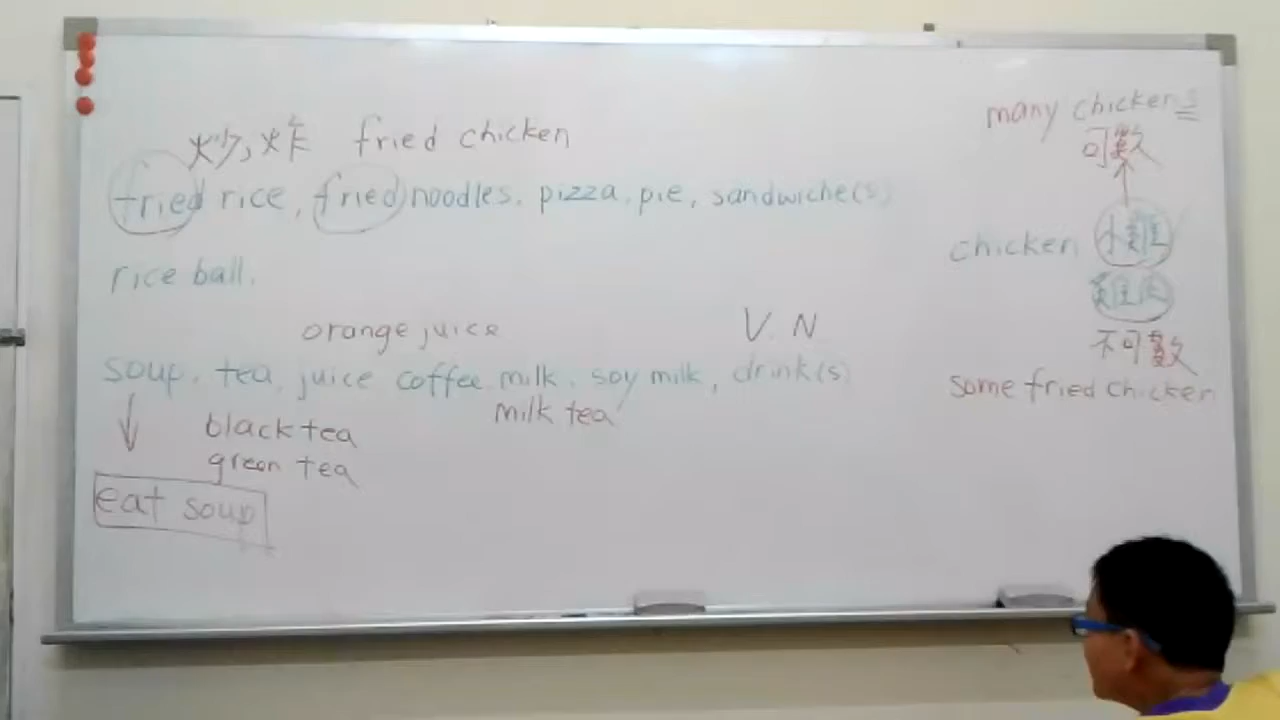 炒,炸 fried chicken
fried rice, fried noodles. pizza. pie, sandwiche(s)
rice ball.
orange juice
V. N
soup. tea. juice coffee milk. soy milk, drink(s)
milk tea
black tea
green tea
eat soup
many chickens
可數
chicken 小雞
雞肉
不可數
some fried chicken